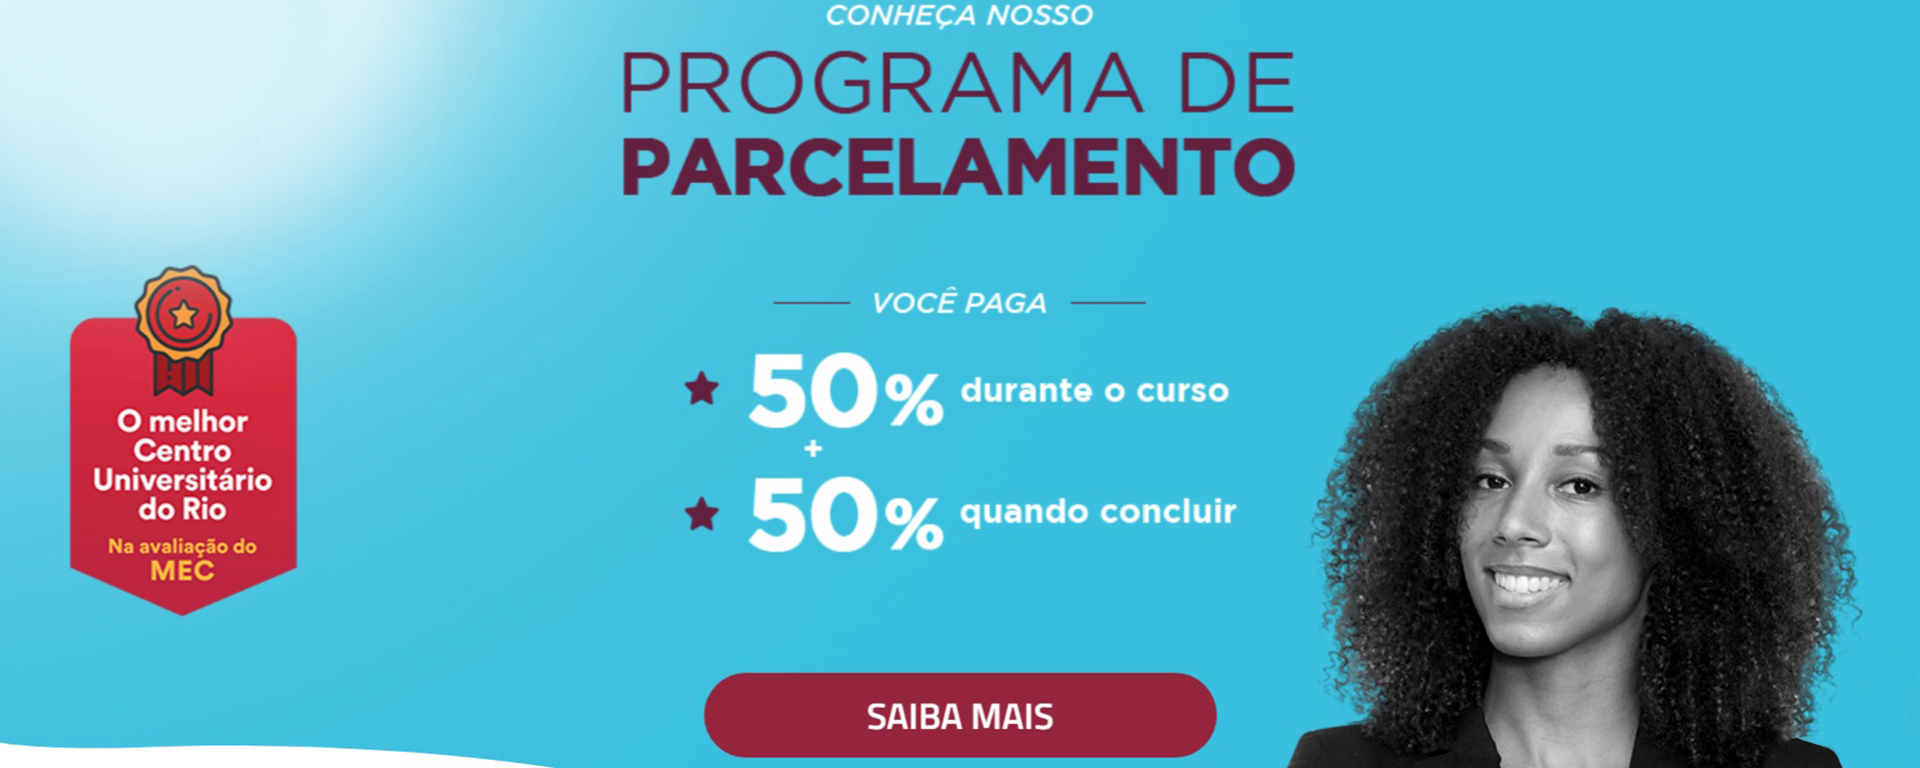 CONHEÇA NOSSO
PROGRAMA DE
PARCELAMENTO
VOCÊ PAGA
50% durante o curso
+
50% quando concluir
SAIBA MAIS
O melhor
Centro
Universitário
do Rio
Na avaliação do
MEC